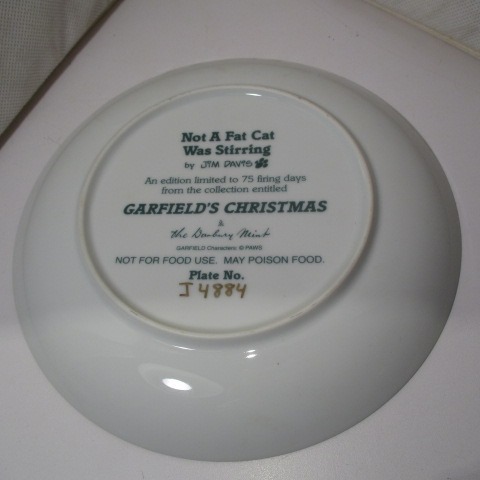 Not A Fat Cat
Was Stirring
by JIM DAVIS
An edition limited to 75 firing days
from the collection entitled
GARFIELD'S CHRISTMAS
The Danbury Mint
GARFIELD Characters © PAWS
NOT FOR FOOD USE. MAY POISON FOOD.
Plate No.
J4884